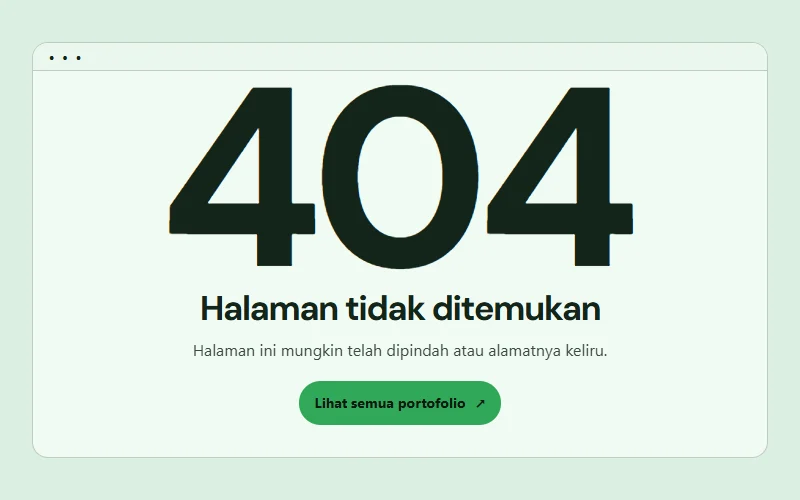 404
Halaman tidak ditemukan
Halaman ini mungkin telah dipindah atau alamatnya keliru.
Lihat semua portofolio ↗